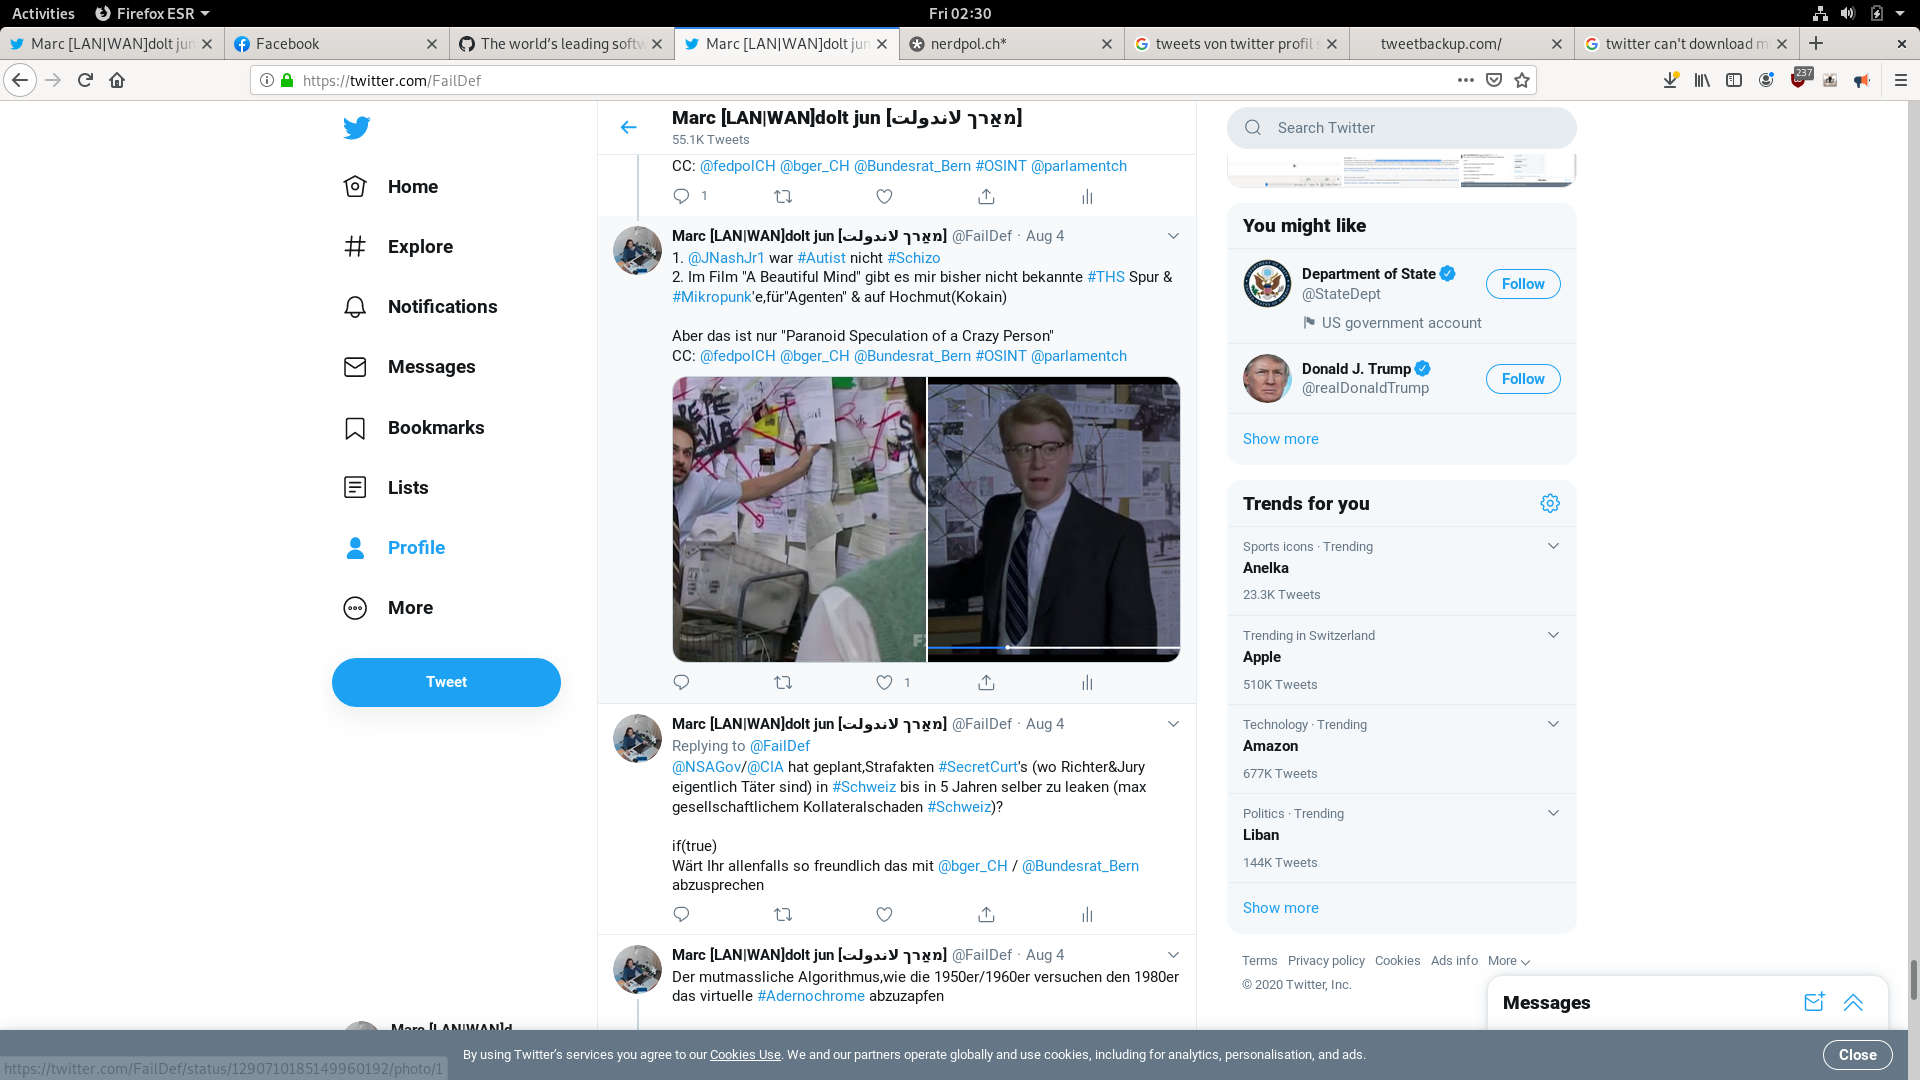 Activities
Firefox ESR
Fri 02:30
Marc [LAN|WAN]dolt jun
Facebook
The world's leading softw
Marc [LAN|WAN]dolt jun
nerdpol.ch*
tweets von twitter profil s
tweetbackup.com/
twitter can't download m
https://twitter.com/FailDef
237
Home
Explore
Notifications
Messages
Bookmarks
Lists
Profile
More
Tweet
Marc [LAN|WAN]d
Marc [LAN|WAN]dolt jun [מאַרך לאַנדולת]
55.1K Tweets
CC: @fedpolCH @bger_CH @Bundesrat_Bern #OSINT @parlamentch
1
Marc [LAN|WAN]dolt jun [מאַרך לאנדולת] @FailDef · Aug 4
1. @JNashJr1 war #Autist nicht #Schizo
2. Im Film "A Beautiful Mind" gibt es mir bisher nicht bekannte #THS Spur &
#Mikropunk'e,für"Agenten" & auf Hochmut(Kokain)
Aber das ist nur "Paranoid Speculation of a Crazy Person"
CC: @fedpolCH @bger_CH @Bundesrat_Bern #OSINT @parlamentch
1
Marc [LAN|WAN]dolt jun [מאַרך לאנדולת] @FailDef · Aug 4
Replying to @FailDef
@NSAGov/@CIA hat geplant,Strafakten #SecretCurt's (wo Richter&Jury
eigentlich Täter sind) in #Schweiz bis in 5 Jahren selber zu leaken (max
gesellschaftlichem Kollateralschaden #Schweiz)?
if(true)
Wärt Ihr allenfalls so freundlich das mit @bger_CH / @Bundesrat_Bern
abzusprechen
Marc [LAN|WAN]dolt jun [מאַרך לאנדולת] @FailDef · Aug 4
Der mutmassliche Algorithmus,wie die 1950er/1960er versuchen den 1980er
das virtuelle #Adernochrome abzuzapfen
Search Twitter
You might like
Department of State
@StateDept
US government account
Follow
Donald J. Trump
@realDonaldTrump
Follow
Show more
Trends for you
Sports icons · Trending
Anelka
23.3K Tweets
Trending in Switzerland
Apple
510K Tweets
Technology · Trending
Amazon
677K Tweets
Politics · Trending
Liban
144K Tweets
Show more
Terms Privacy policy Cookies Ads info More
© 2020 Twitter, Inc.
Messages
By using Twitter's services you agree to our Cookies Use. We and our partners operate globally and use cookies, including for analytics, personalisation, and ads.
Close
https://twitter.com/FailDef/status/1290710185149960192/photo/1